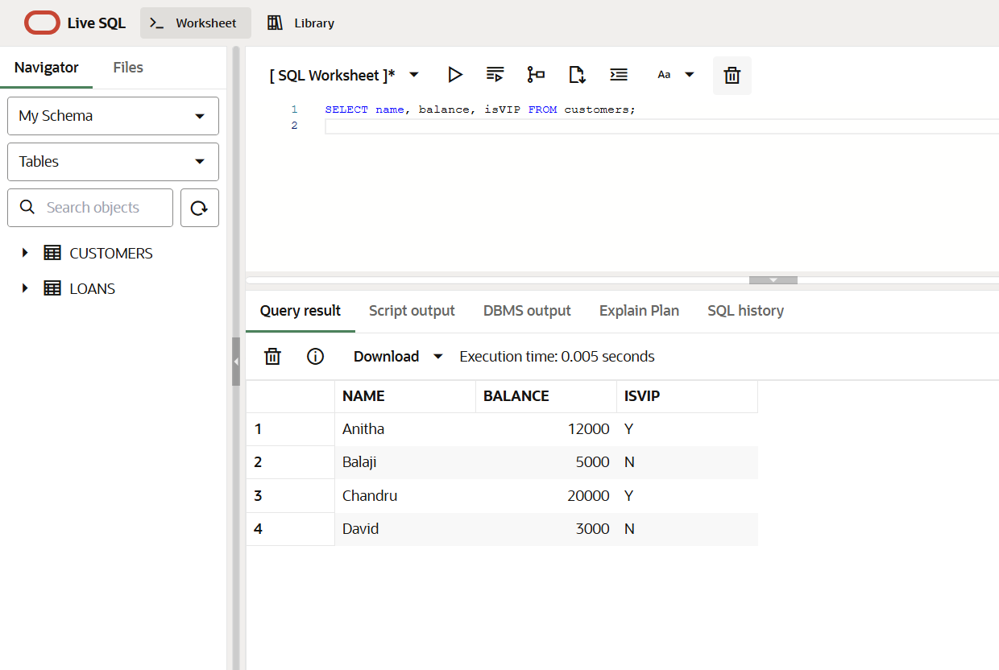 Live SQL
Worksheet
Library
Navigator
Files
[ SQL Worksheet ]*
Aa
My Schema
Tables
Search objects
CUSTOMERS
LOANS
1 SELECT name, balance, isVIP FROM customers;
2
Query result
Script output
DBMS output
Explain Plan
SQL history
Download
Execution time: 0.005 seconds
NAME BALANCE ISVIP
1 Anitha 12000 Y
2 Balaji 5000 N
3 Chandru 20000 Y
4 David 3000 N